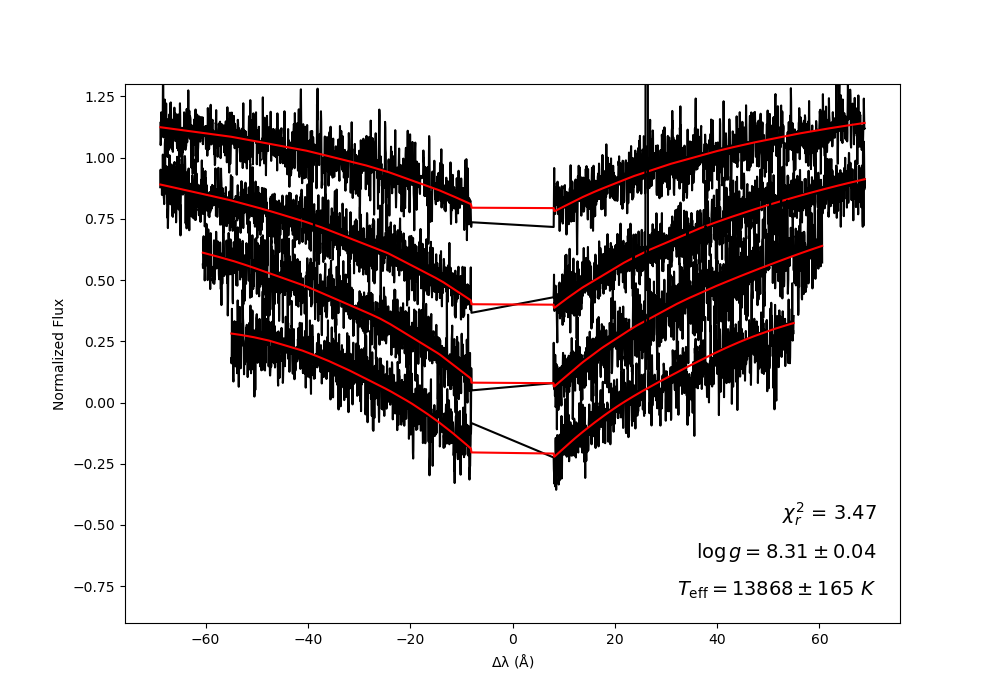 1.25
1.00
0.75
0.50
0.25
0.00
−0.25
−0.50
−0.75
Normalized Flux
χ²ᵣ = 3.47
log g = 8.31 ± 0.04
T_eff = 13868 ± 165 K
−60 −40 −20 0 20 40 60
Δλ (Å)